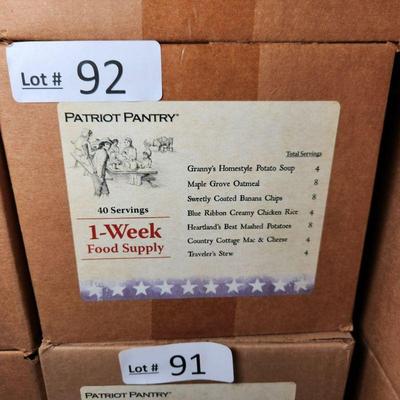 Lot # 92
PATRIOT PANTRY®
Total Servings
Granny's Homestyle Potato Soup 4
Maple Grove Oatmeal 8
Sweetly Coated Banana Chips 8
Blue Ribbon Creamy Chicken Rice 4
Heartland's Best Mashed Potatoes 8
Country Cottage Mac & Cheese 4
Traveler's Stew 4
40 Servings
1-Week
Food Supply
Lot # 91
PATRIOT PANTRY®